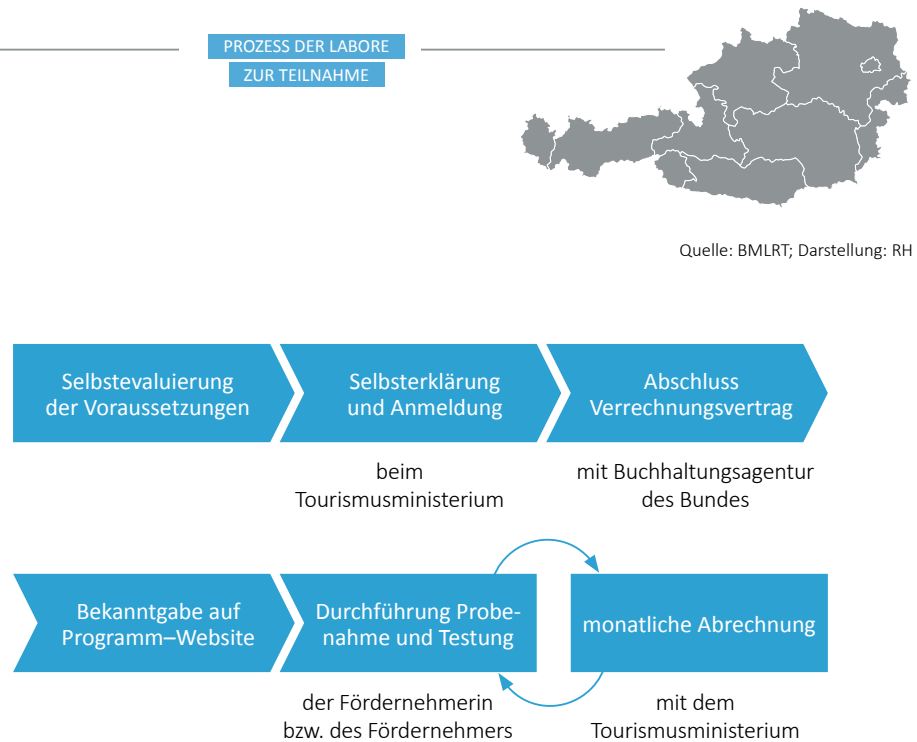 PROZESS DER LABORE
ZUR TEILNAHME
Quelle: BMLRT; Darstellung: RH
Selbstevaluierung
der Voraussetzungen
Selbsterklärung
und Anmeldung
Abschluss
Verrechnungsvertrag
beim
Tourismusministerium
mit Buchhaltungsagentur
des Bundes
Bekanntgabe auf
Programm–Website
Durchführung Probe-
nahme und Testung
monatliche Abrechnung
der Fördernehmerin
bzw. des Fördernehmers
mit dem
Tourismusministerium